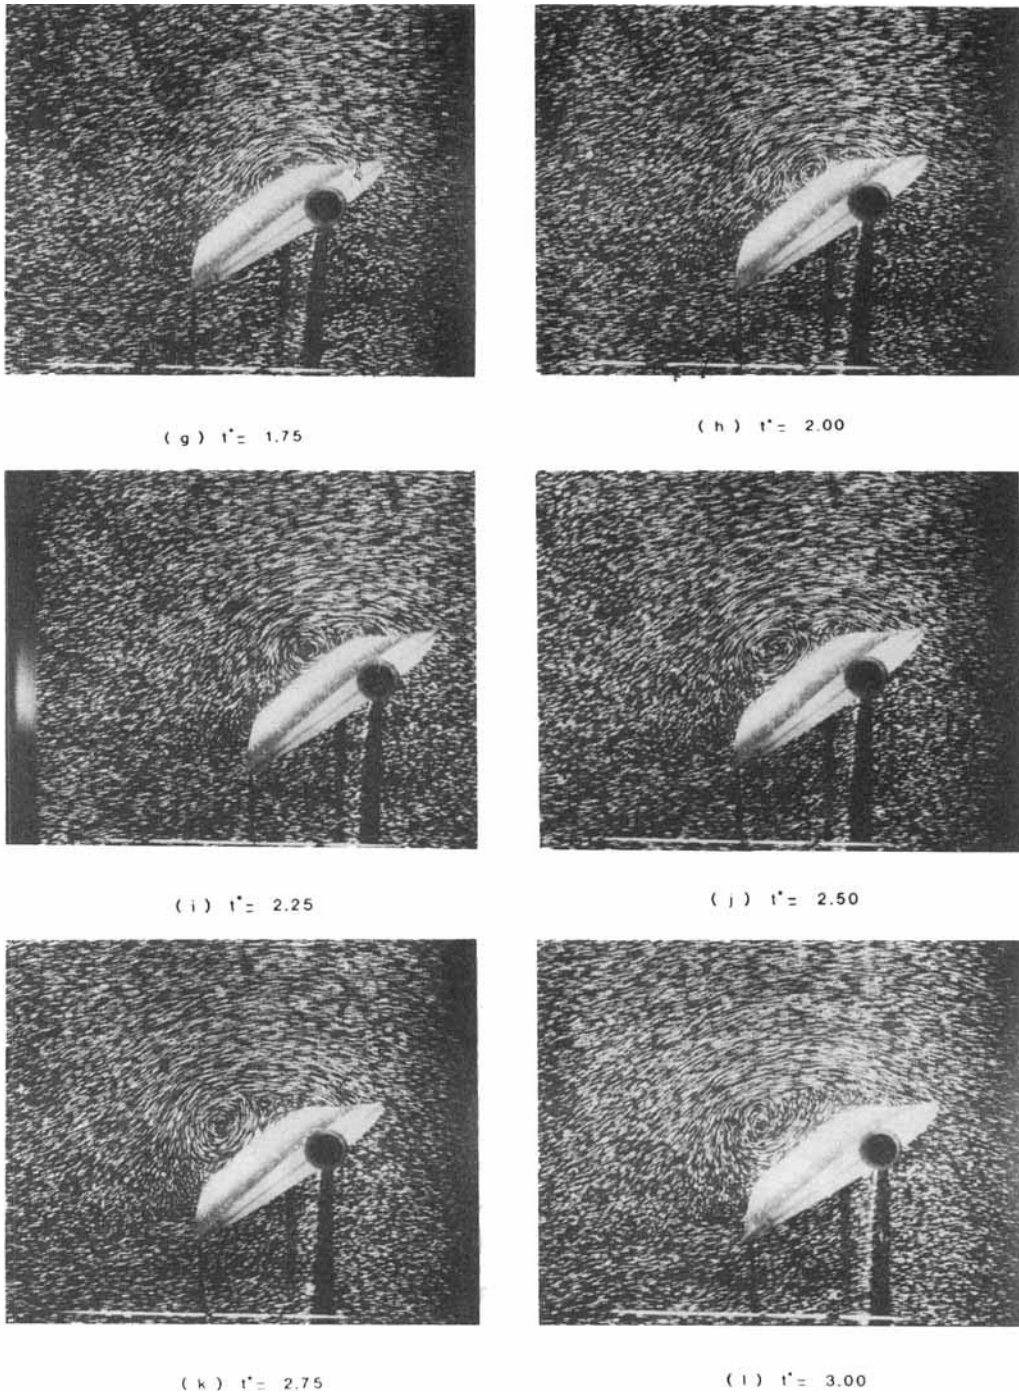 (g) t*= 1.75
(h) t*= 2.00
(i) t*= 2.25
(j) t*= 2.50
(k) t*= 2.75
(l) t*= 3.00